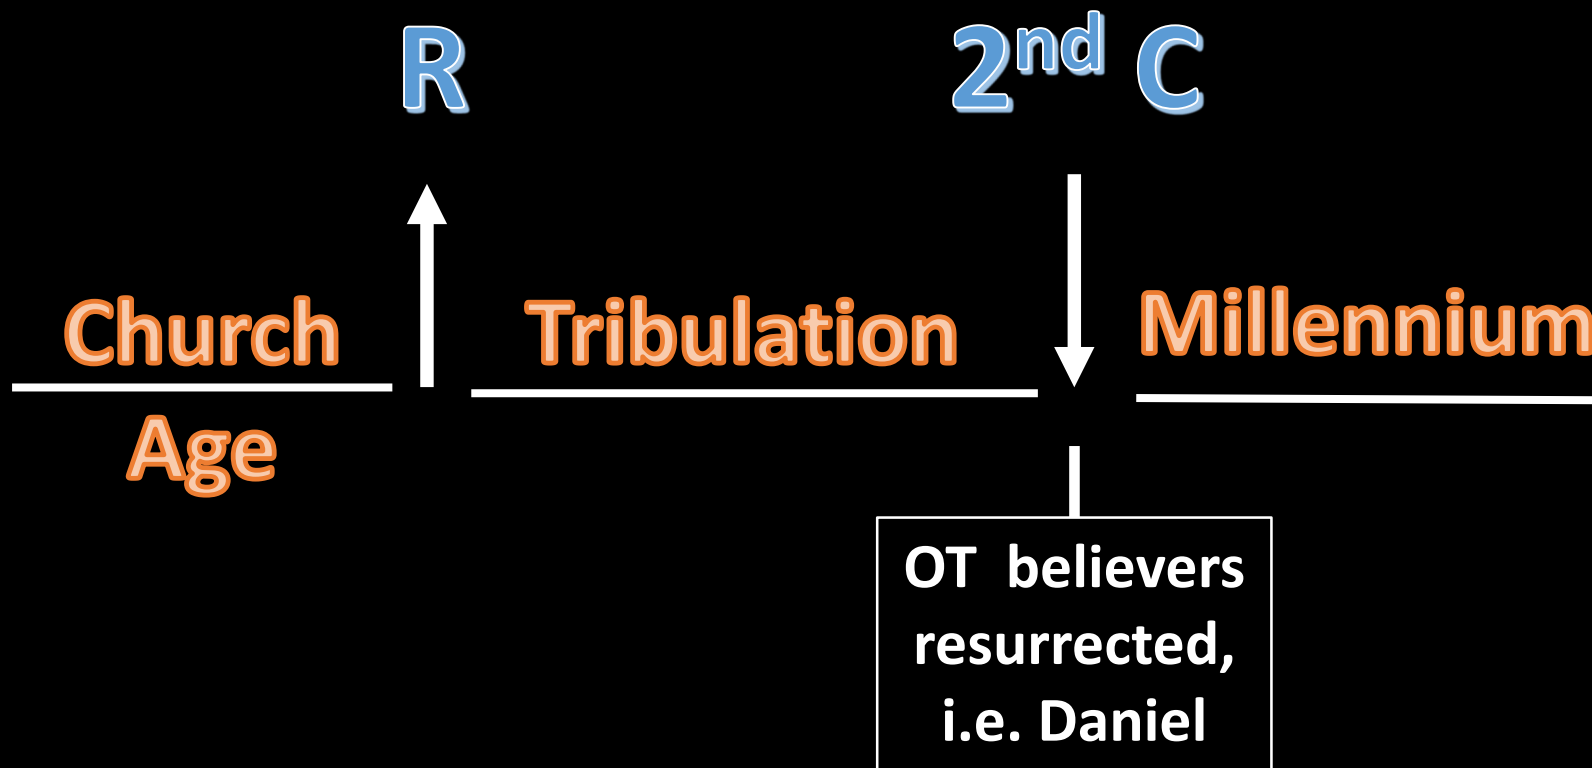 R
2nd C
Church
Age
Tribulation
Millennium
OT believers
resurrected,
i.e. Daniel